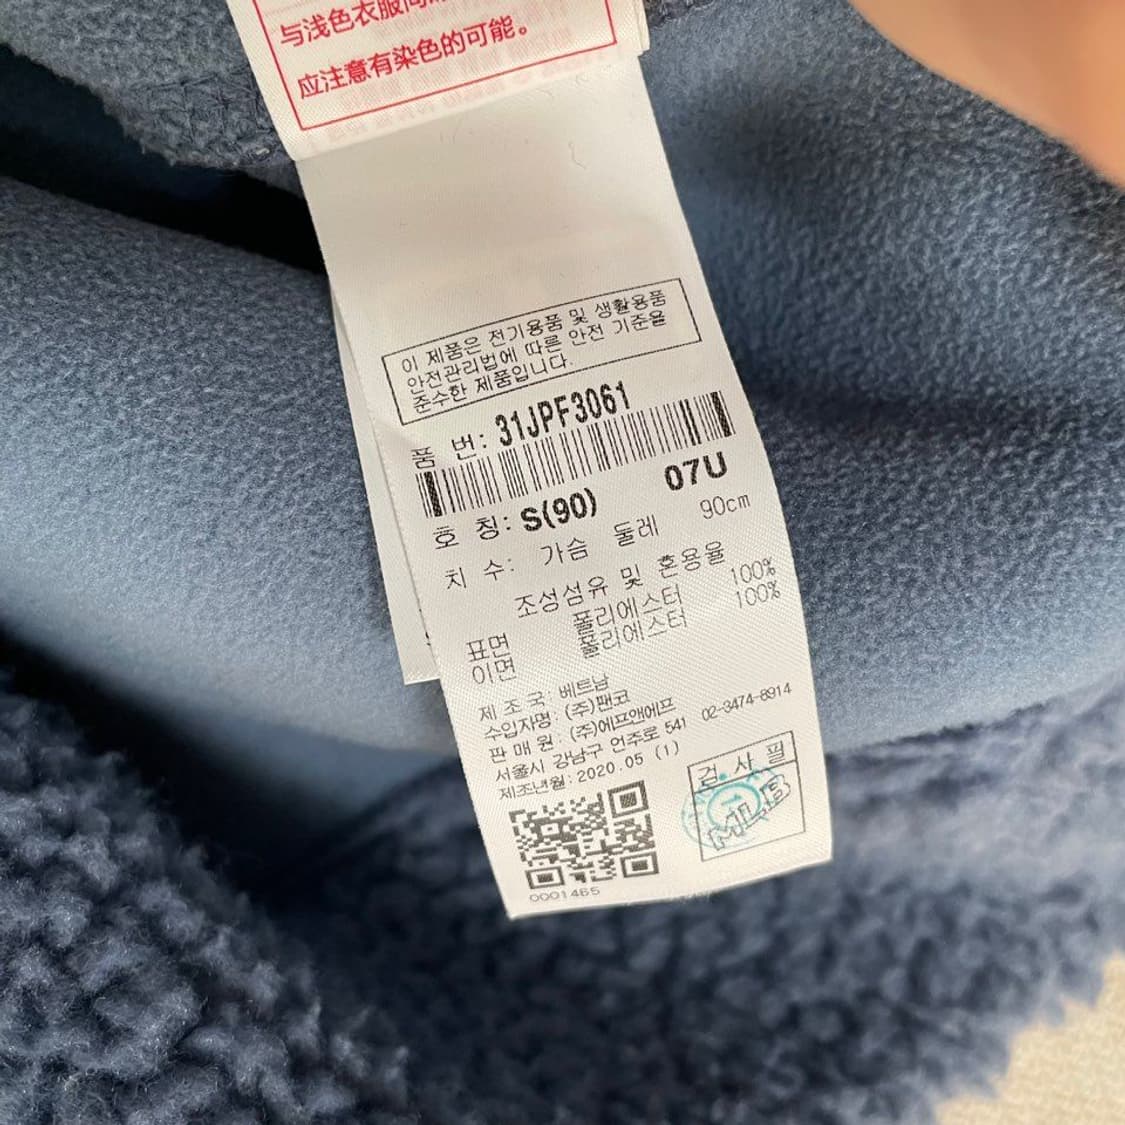 与浅色衣服同
应注意有染色的可能。
이 제품은 전기용품 및 생활용품
안전관리법에 따른 안전 기준을
준수한 제품입니다.
품 번: 31JPF3061
호 칭: S(90) 07U
치 수: 가슴 둘레 90cm
조성섬유 및 혼용율
표면 폴리에스터 100%
이면 폴리에스터 100%
제 조 국: 베트남
수입자명: (주)팬코
판 매 원: (주)에프앤에프
서울시 강남구 언주로 541 02-3474-8914
제조년월: 2020.05 (1)
검 사 필
MLB
0001465